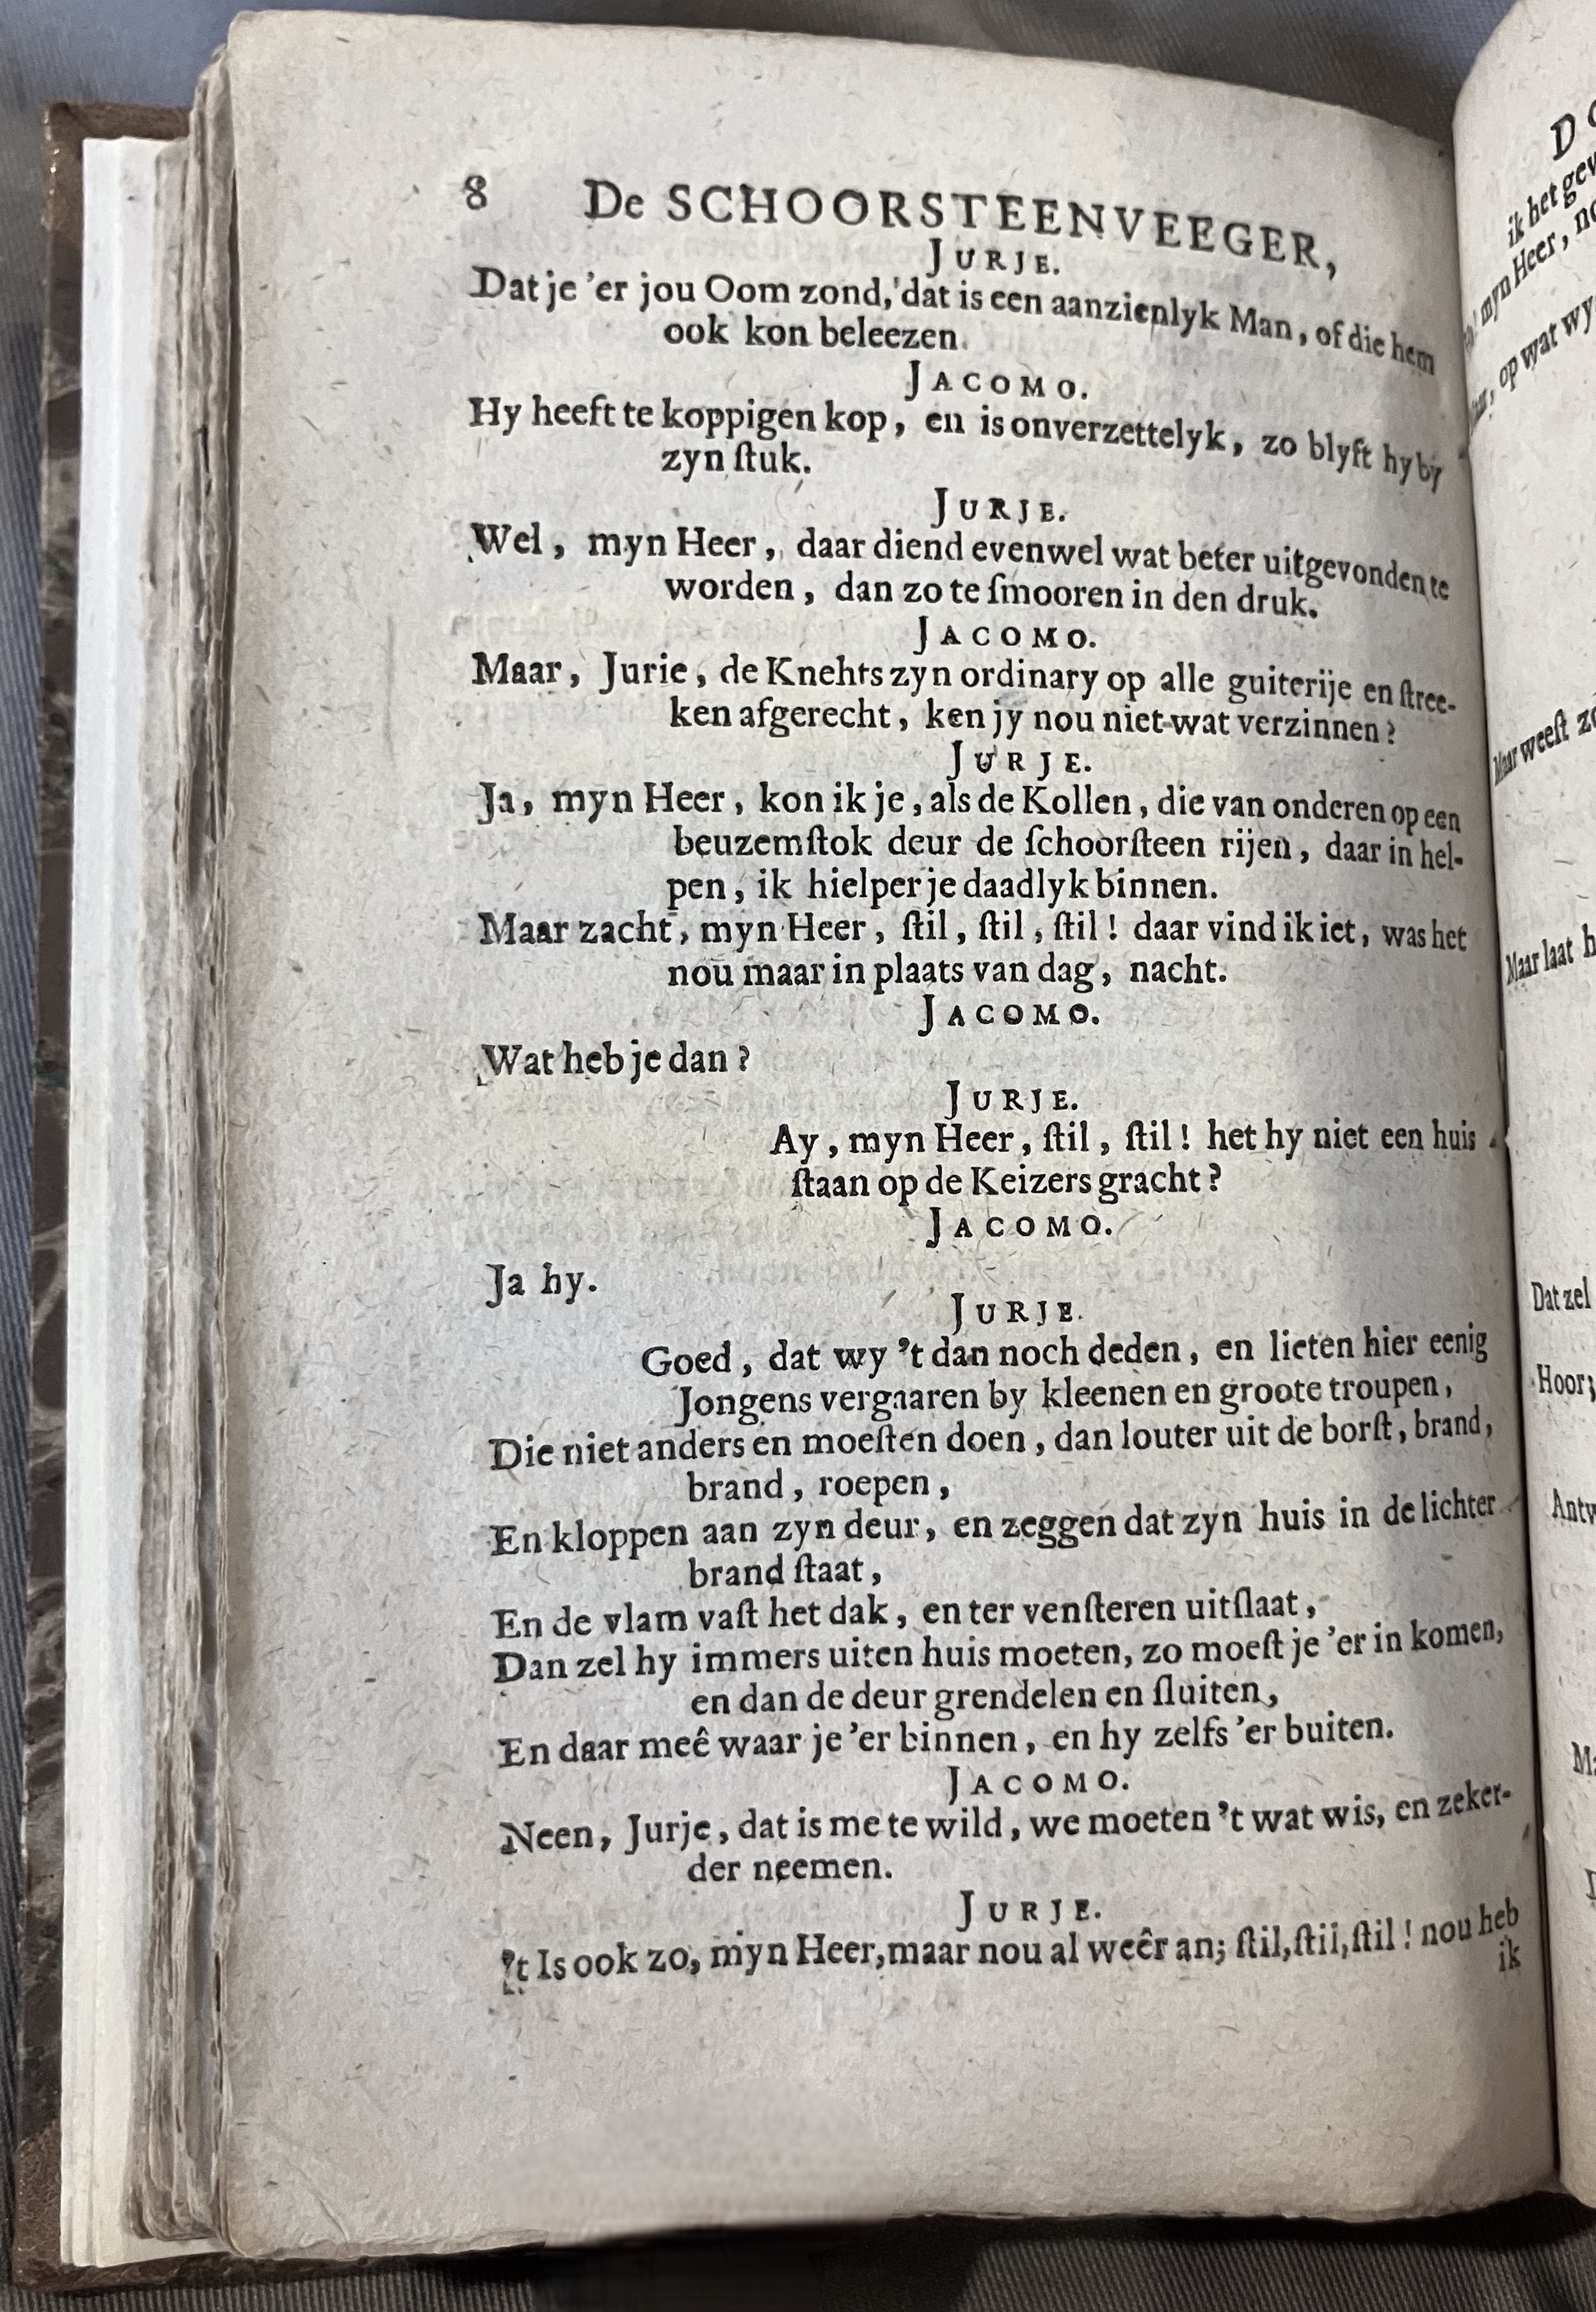 8 De SCHOORSTEENVEEGER,
JURJE.
Dat je 'er jou Oom zond, dat is een aanzienlyk Man, of die hem
ook kon beleezen.
JACOMO.
Hy heeft te koppigen kop, en is onverzettelyk, zo blyft hy by
zyn ſtuk.
JURJE.
Wel, myn Heer, daar diend evenwel wat beter uitgevonden te
worden, dan zo te ſmooren in den druk.
JACOMO.
Maar, Jurie, de Knehts zyn ordinary op alle guiterije en ſtree-
ken afgerecht, ken jy nou niet wat verzinnen?
JURJE.
Ja, myn Heer, kon ik je, als de Kollen, die van onderen op een
beuzemſtok deur de ſchoorſteen rijen, daar in hel-
pen, ik hielper je daadlyk binnen.
Maar zacht, myn Heer, ſtil, ſtil, ſtil! daar vind ik iet, was het
nou maar in plaats van dag, nacht.
JACOMO.
Wat heb je dan?
JURJE.
Ay, myn Heer, ſtil, ſtil! het hy niet een huis
ſtaan op de Keizers gracht?
JACOMO.
Ja hy.
JURJE.
Goed, dat wy 't dan noch deden, en lieten hier eenig
Jongens vergaaren by kleenen en groote troupen,
Die niet anders en moeſten doen, dan louter uit de borſt, brand,
brand, roepen,
En kloppen aan zyn deur, en zeggen dat zyn huis in de lichter
brand ſtaat,
En de vlam vaſt het dak, en ter venſteren uitſlaat,
Dan zel hy immers uiten huis moeten, zo moeſt je 'er in komen,
en dan de deur grendelen en ſluiten,
En daar meê waar je 'er binnen, en hy zelfs 'er buiten.
JACOMO.
Neen, Jurje, dat is me te wild, we moeten 't wat wis, en zeker-
der neemen.
JURJE.
't Is ook zo, myn Heer, maar nou al weêr an; ſtil, ſtil, ſtil! nou heb
ik
ik het
myn Heer,
op wat wy
Maar weeſt
Maar laat
Dat zel
Hoor;